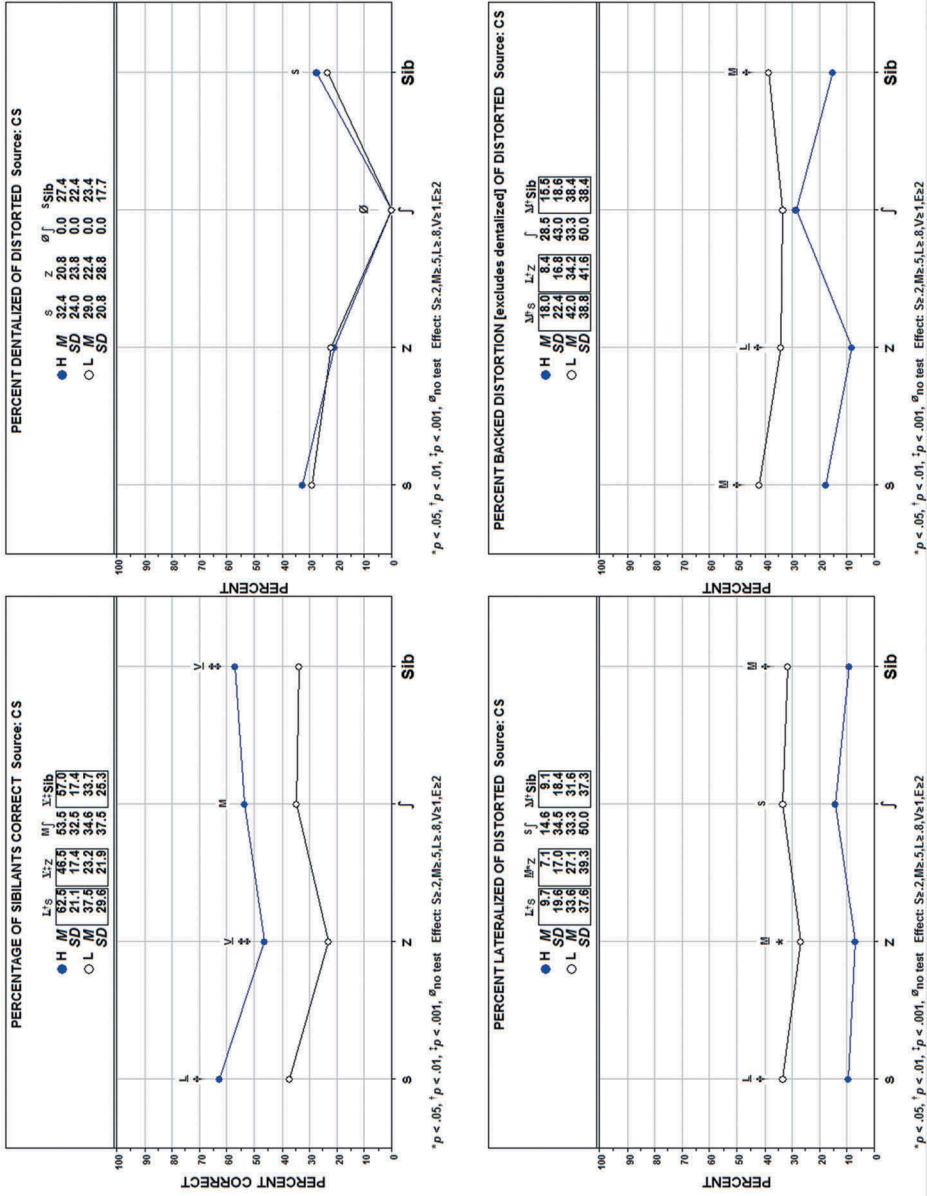 PERCENTAGE OF SIBILANTS CORRECT Source: CS
L†s V‡z M ʃ V‡Sib
H M 62.5 46.5 53.5 57.0
SD 21.1 17.4 32.5 17.4
L M 37.5 23.2 34.6 33.7
SD 29.6 21.9 37.5 25.3
PERCENT CORRECT
100
90
80
70
60
50
40
30
20
10
0
L V M V
† ‡ ‡
s z ʃ Sib
*p < .05, †p < .01, ‡p < .001, Øno test Effect: S≥.2,M≥.5,L≥.8,V≥1,E≥2
PERCENT DENTALIZED OF DISTORTED Source: CS
s z Ø ʃ S Sib
H M 32.4 20.8 0.0 27.4
SD 24.0 23.8 0.0 22.4
L M 29.0 22.4 0.0 23.4
SD 20.8 28.8 0.0 17.7
PERCENT
100
90
80
70
60
50
40
30
20
10
0
Ø S
s z ʃ Sib
*p < .05, †p < .01, ‡p < .001, Øno test Effect: S≥.2,M≥.5,L≥.8,V≥1,E≥2
PERCENT LATERALIZED OF DISTORTED Source: CS
L†s M*z S ʃ M†Sib
H M 9.7 7.1 14.6 9.1
SD 19.6 17.0 34.5 18.4
L M 33.6 27.1 33.3 31.6
SD 37.6 39.3 50.0 37.3
PERCENT
100
90
80
70
60
50
40
30
20
10
0
L M S M
† * †
s z ʃ Sib
*p < .05, †p < .01, ‡p < .001, Øno test Effect: S≥.2,M≥.5,L≥.8,V≥1,E≥2
PERCENT BACKED DISTORTION [excludes dentalized] OF DISTORTED Source: CS
M†s L†z ʃ M†Sib
H M 18.0 8.4 28.5 15.5
SD 22.4 16.8 43.0 18.6
L M 42.0 34.2 33.3 38.4
SD 38.8 41.6 50.0 38.4
PERCENT
100
90
80
70
60
50
40
30
20
10
0
M L M
† † †
s z ʃ Sib
*p < .05, †p < .01, ‡p < .001, Øno test Effect: S≥.2,M≥.5,L≥.8,V≥1,E≥2